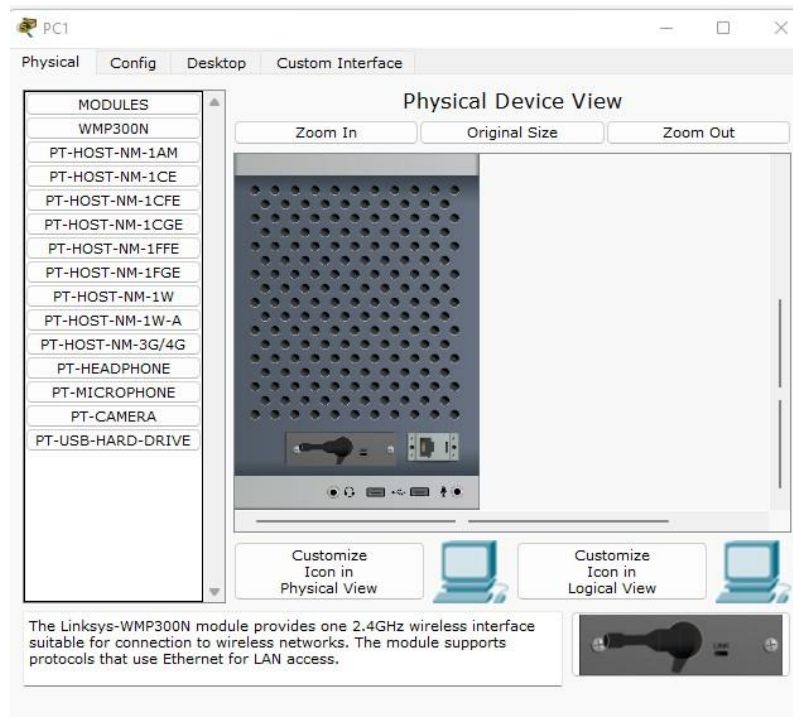 PC1
Physical Config Desktop Custom Interface
MODULES
WMP300N
PT-HOST-NM-1AM
PT-HOST-NM-1CE
PT-HOST-NM-1CFE
PT-HOST-NM-1CGE
PT-HOST-NM-1FFE
PT-HOST-NM-1FGE
PT-HOST-NM-1W
PT-HOST-NM-1W-A
PT-HOST-NM-3G/4G
PT-HEADPHONE
PT-MICROPHONE
PT-CAMERA
PT-USB-HARD-DRIVE
Physical Device View
Zoom In Original Size Zoom Out
Customize
Icon in
Physical View
Customize
Icon in
Logical View
The Linksys-WMP300N module provides one 2.4GHz wireless interface
suitable for connection to wireless networks. The module supports
protocols that use Ethernet for LAN access.
LINK